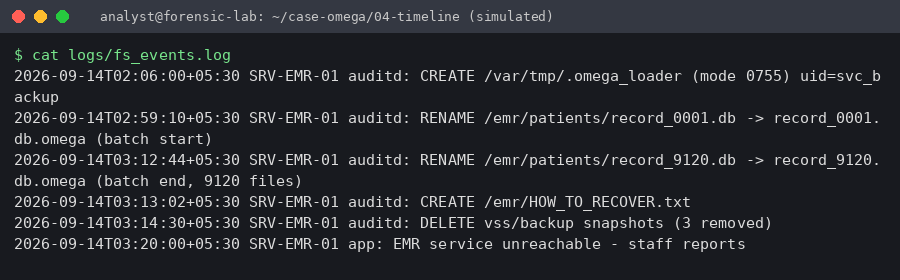 analyst@forensic-lab: ~/case-omega/04-timeline (simulated)
$ cat logs/fs_events.log
2026-09-14T02:06:00+05:30 SRV-EMR-01 auditd: CREATE /var/tmp/.omega_loader (mode 0755) uid=svc_b
ackup
2026-09-14T02:59:10+05:30 SRV-EMR-01 auditd: RENAME /emr/patients/record_0001.db -> record_0001.
db.omega (batch start)
2026-09-14T03:12:44+05:30 SRV-EMR-01 auditd: RENAME /emr/patients/record_9120.db -> record_9120.
db.omega (batch end, 9120 files)
2026-09-14T03:13:02+05:30 SRV-EMR-01 auditd: CREATE /emr/HOW_TO_RECOVER.txt
2026-09-14T03:14:30+05:30 SRV-EMR-01 auditd: DELETE vss/backup snapshots (3 removed)
2026-09-14T03:20:00+05:30 SRV-EMR-01 app: EMR service unreachable - staff reports